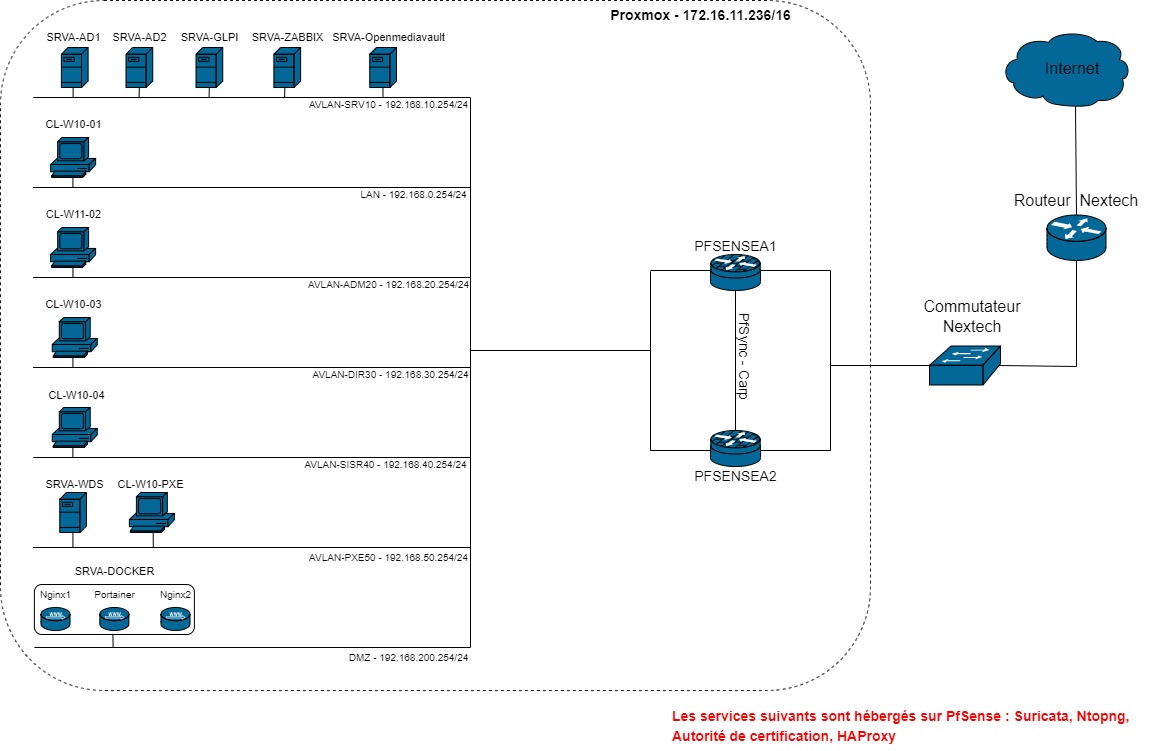 Proxmox - 172.16.11.236/16
SRVA-AD1 SRVA-AD2 SRVA-GLPI SRVA-ZABBIX SRVA-Openmediavault
AVLAN-SRV10 - 192.168.10.254/24
CL-W10-01
LAN - 192.168.0.254/24
CL-W11-02
AVLAN-ADM20 - 192.168.20.254/24
CL-W10-03
AVLAN-DIR30 - 192.168.30.254/24
CL-W10-04
AVLAN-SISR40 - 192.168.40.254/24
SRVA-WDS CL-W10-PXE
AVLAN-PXE50 - 192.168.50.254/24
SRVA-DOCKER
Nginx1 Portainer Nginx2
WWW WWW WWW
DMZ - 192.168.200.254/24
PFSENSEA1
PfSync - Carp
PFSENSEA2
Internet
Routeur Nextech
Commutateur
Nextech
Les services suivants sont hébergés sur PfSense : Suricata, Ntopng,
Autorité de certification, HAProxy